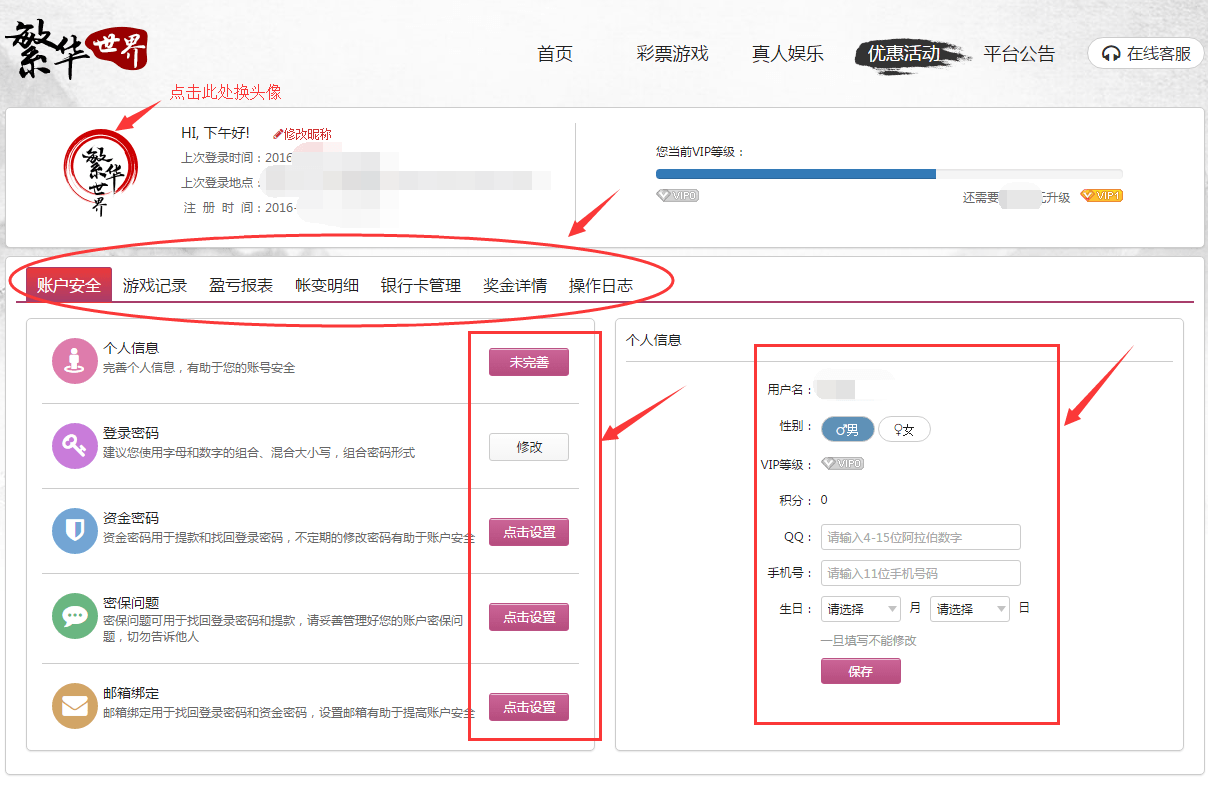 繁华世界
首页
彩票游戏
真人娱乐
优惠活动
平台公告
在线客服
点击此处换头像
繁华世界
HI, 下午好!
修改昵称
上次登录时间：2016
上次登录地点：
注 册 时 间：2016-
您当前VIP等级：
VIP0
还需要
元升级
VIP1
账户安全
游戏记录
盈亏报表
帐变明细
银行卡管理
奖金详情
操作日志
个人信息
完善个人信息，有助于您的账号安全
未完善
登录密码
建议您使用字母和数字的组合、混合大小写，组合密码形式
修改
资金密码
资金密码用于提款和找回登录密码，不定期的修改密码有助于账户安全
点击设置
密保问题
密保问题可用于找回登录密码和提款，请妥善管理好您的账户密保问
题，切勿告诉他人
点击设置
邮箱绑定
邮箱绑定用于找回登录密码和资金密码，设置邮箱有助于提高账户安全
点击设置
个人信息
用户名：
性别：
♂男
♀女
VIP等级：
VIP0
积分：
0
QQ：
请输入4-15位阿拉伯数字
手机号：
请输入11位手机号码
生日：
请选择
月
请选择
日
一旦填写不能修改
保存